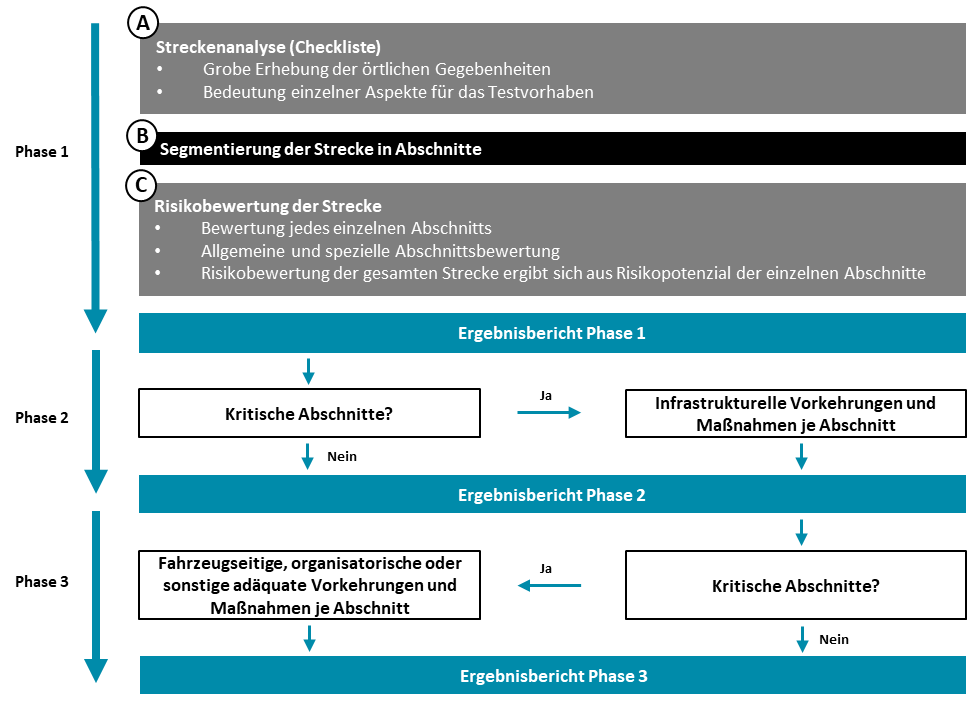 A
Streckenanalyse (Checkliste)
• Grobe Erhebung der örtlichen Gegebenheiten
• Bedeutung einzelner Aspekte für das Testvorhaben
Phase 1
B
Segmentierung der Strecke in Abschnitte
C
Risikobewertung der Strecke
• Bewertung jedes einzelnen Abschnitts
• Allgemeine und spezielle Abschnittsbewertung
• Risikobewertung der gesamten Strecke ergibt sich aus Risikopotenzial der einzelnen Abschnitte
Ergebnisbericht Phase 1
Phase 2
Kritische Abschnitte?
Ja
Infrastrukturelle Vorkehrungen und
Maßnahmen je Abschnitt
Nein
Ergebnisbericht Phase 2
Phase 3
Fahrzeugseitige, organisatorische oder
sonstige adäquate Vorkehrungen und
Maßnahmen je Abschnitt
Ja
Kritische Abschnitte?
Nein
Ergebnisbericht Phase 3